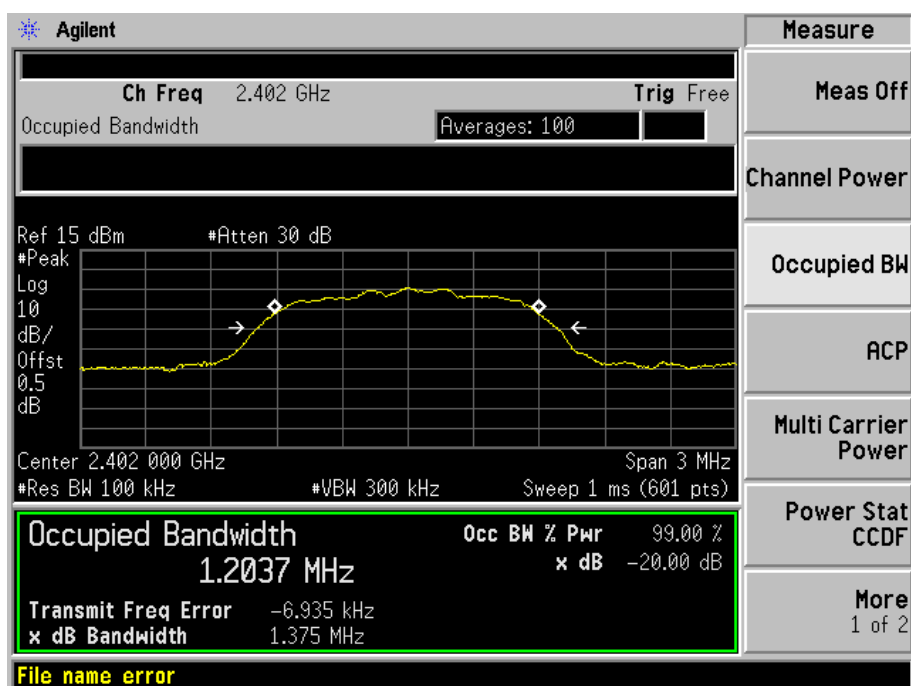 Agilent
Measure
Ch Freq 2.402 GHz Trig Free
Occupied Bandwidth Averages: 100
Meas Off
Channel Power
Occupied BW
ACP
Multi Carrier
Power
Power Stat
CCDF
More
1 of 2
Ref 15 dBm #Atten 30 dB
#Peak
Log
10
dB/
Offst
0.5
dB
Center 2.402 000 GHz Span 3 MHz
#Res BW 100 kHz #VBW 300 kHz Sweep 1 ms (601 pts)
Occupied Bandwidth Occ BW % Pwr 99.00 %
1.2037 MHz x dB -20.00 dB
Transmit Freq Error -6.935 kHz
x dB Bandwidth 1.375 MHz
File name error